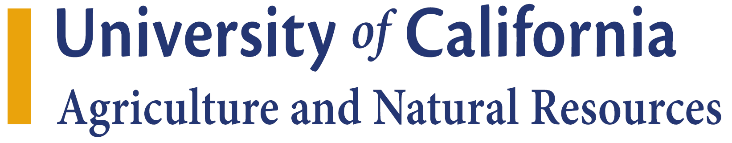 University of California
Agriculture and Natural Resources